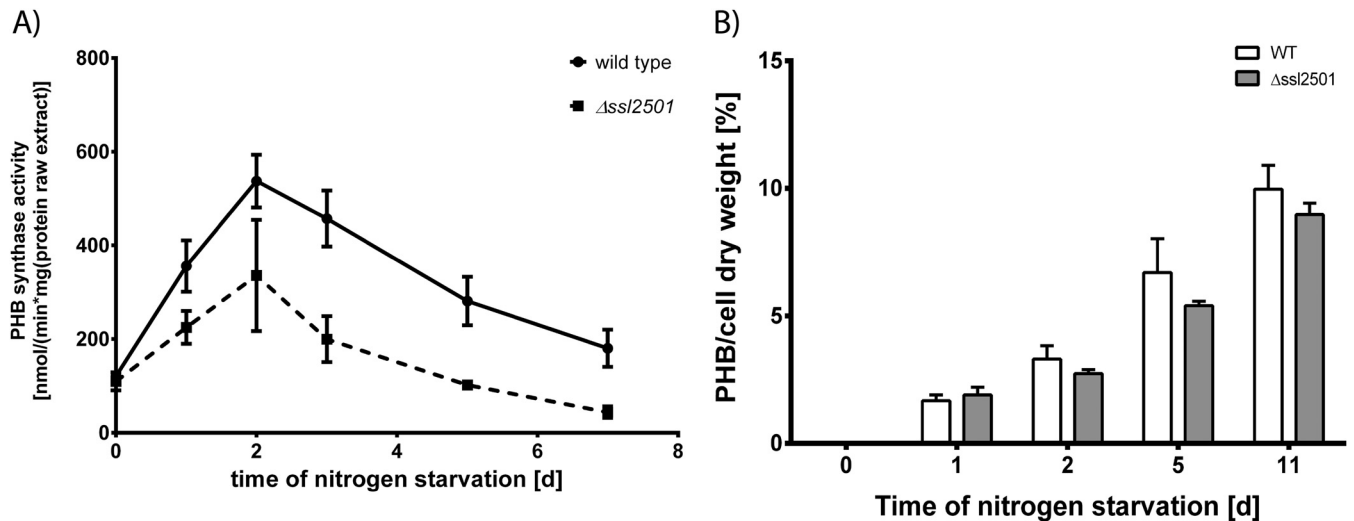 A)
PHB synthase activity
[nmol/(min*mg(protein raw extract)]
800
600
400
200
0
wild type
Δssl2501
0 2 4 6 8
time of nitrogen starvation [d]
B)
PHB/cell dry weight [%]
15
10
5
0
WT
Δssl2501
0 1 2 5 11
Time of nitrogen starvation [d]